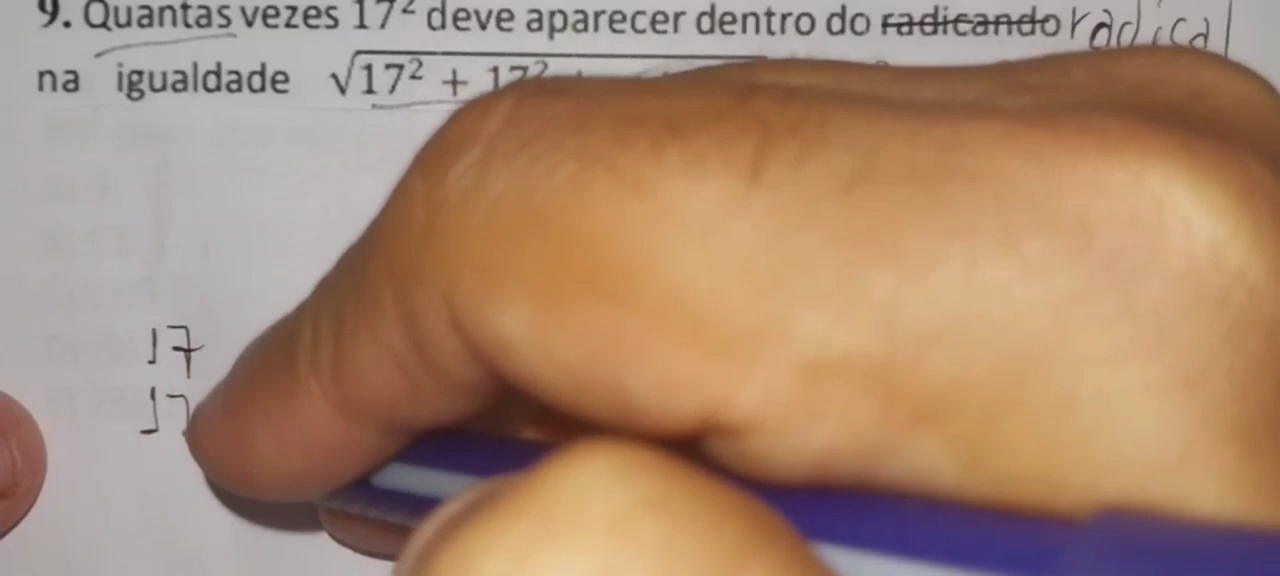 9. Quantas vezes 17² deve aparecer dentro do radicando radical
na igualdade √17² + 17²
17
17